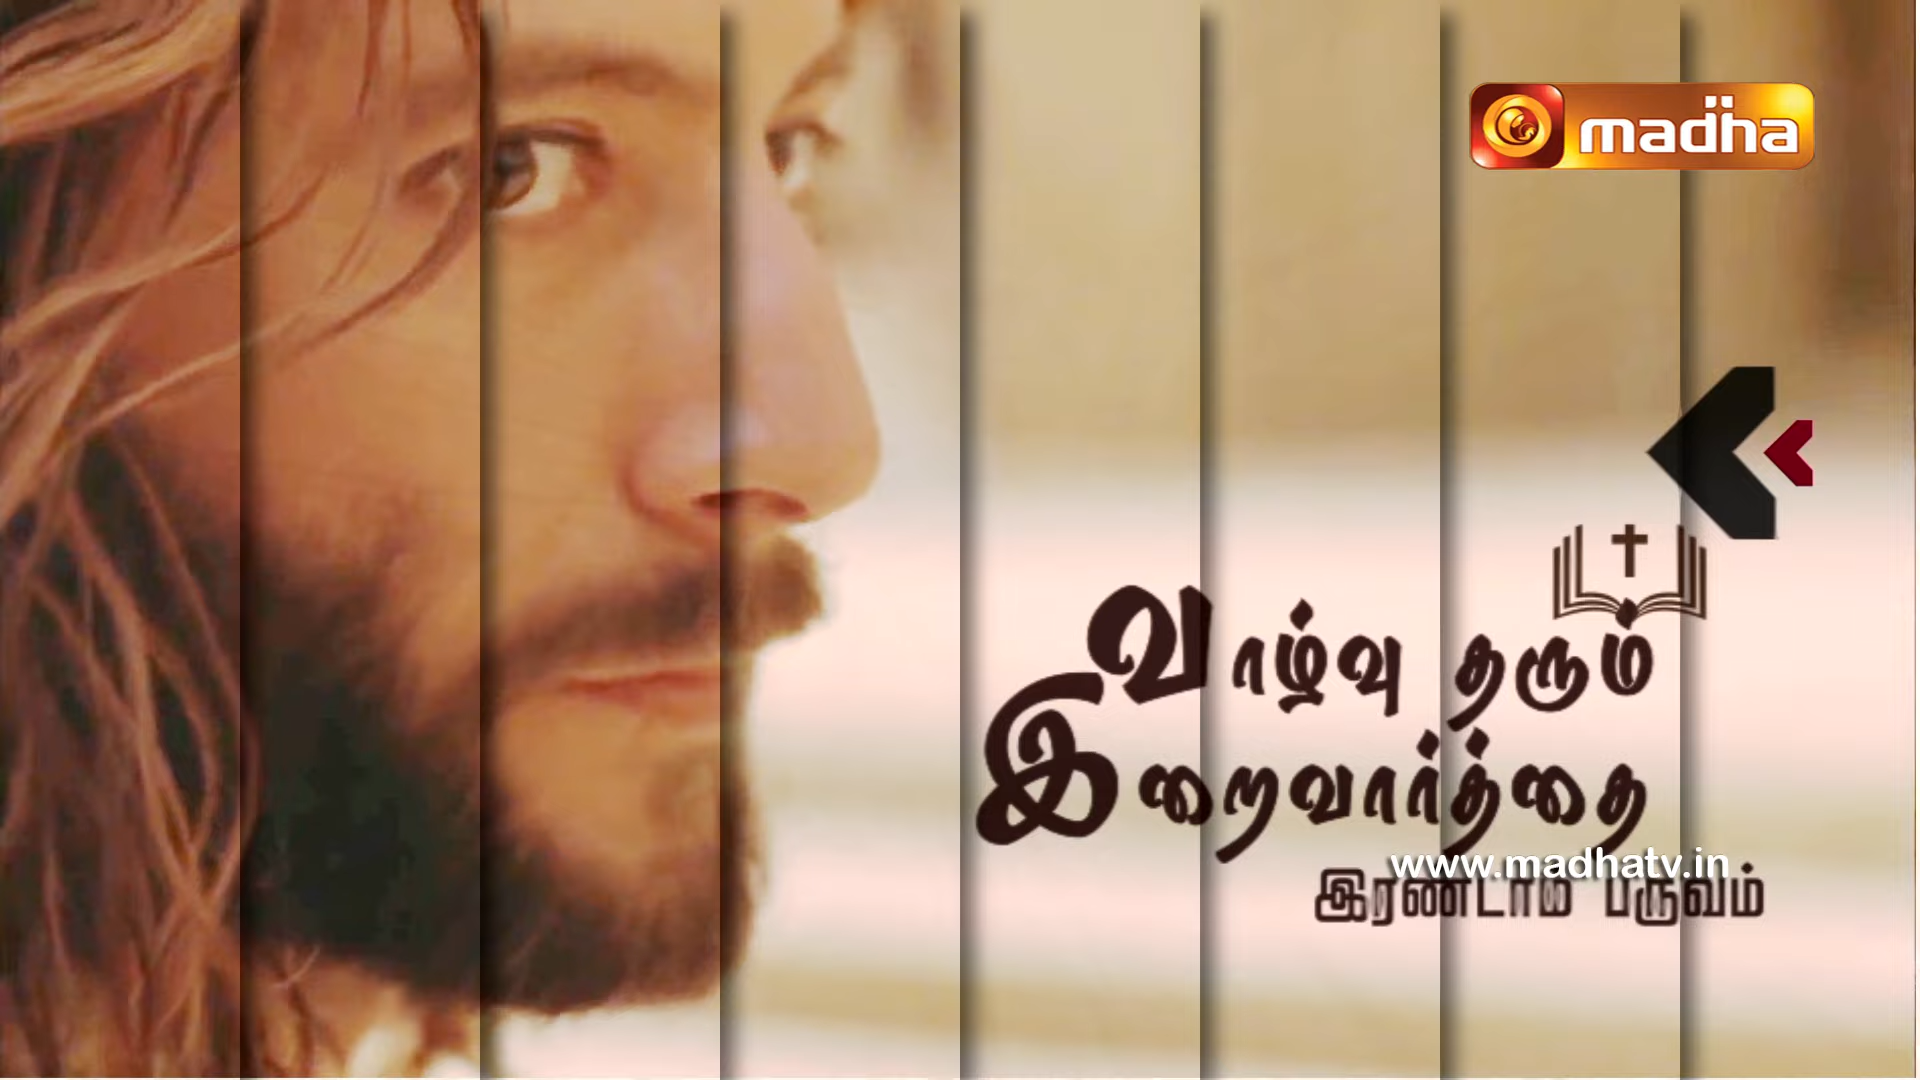 madha
வாழ்வு தரும்
இறைவார்த்தை
www.madhatv.in
இரண்டாம் பருவம்